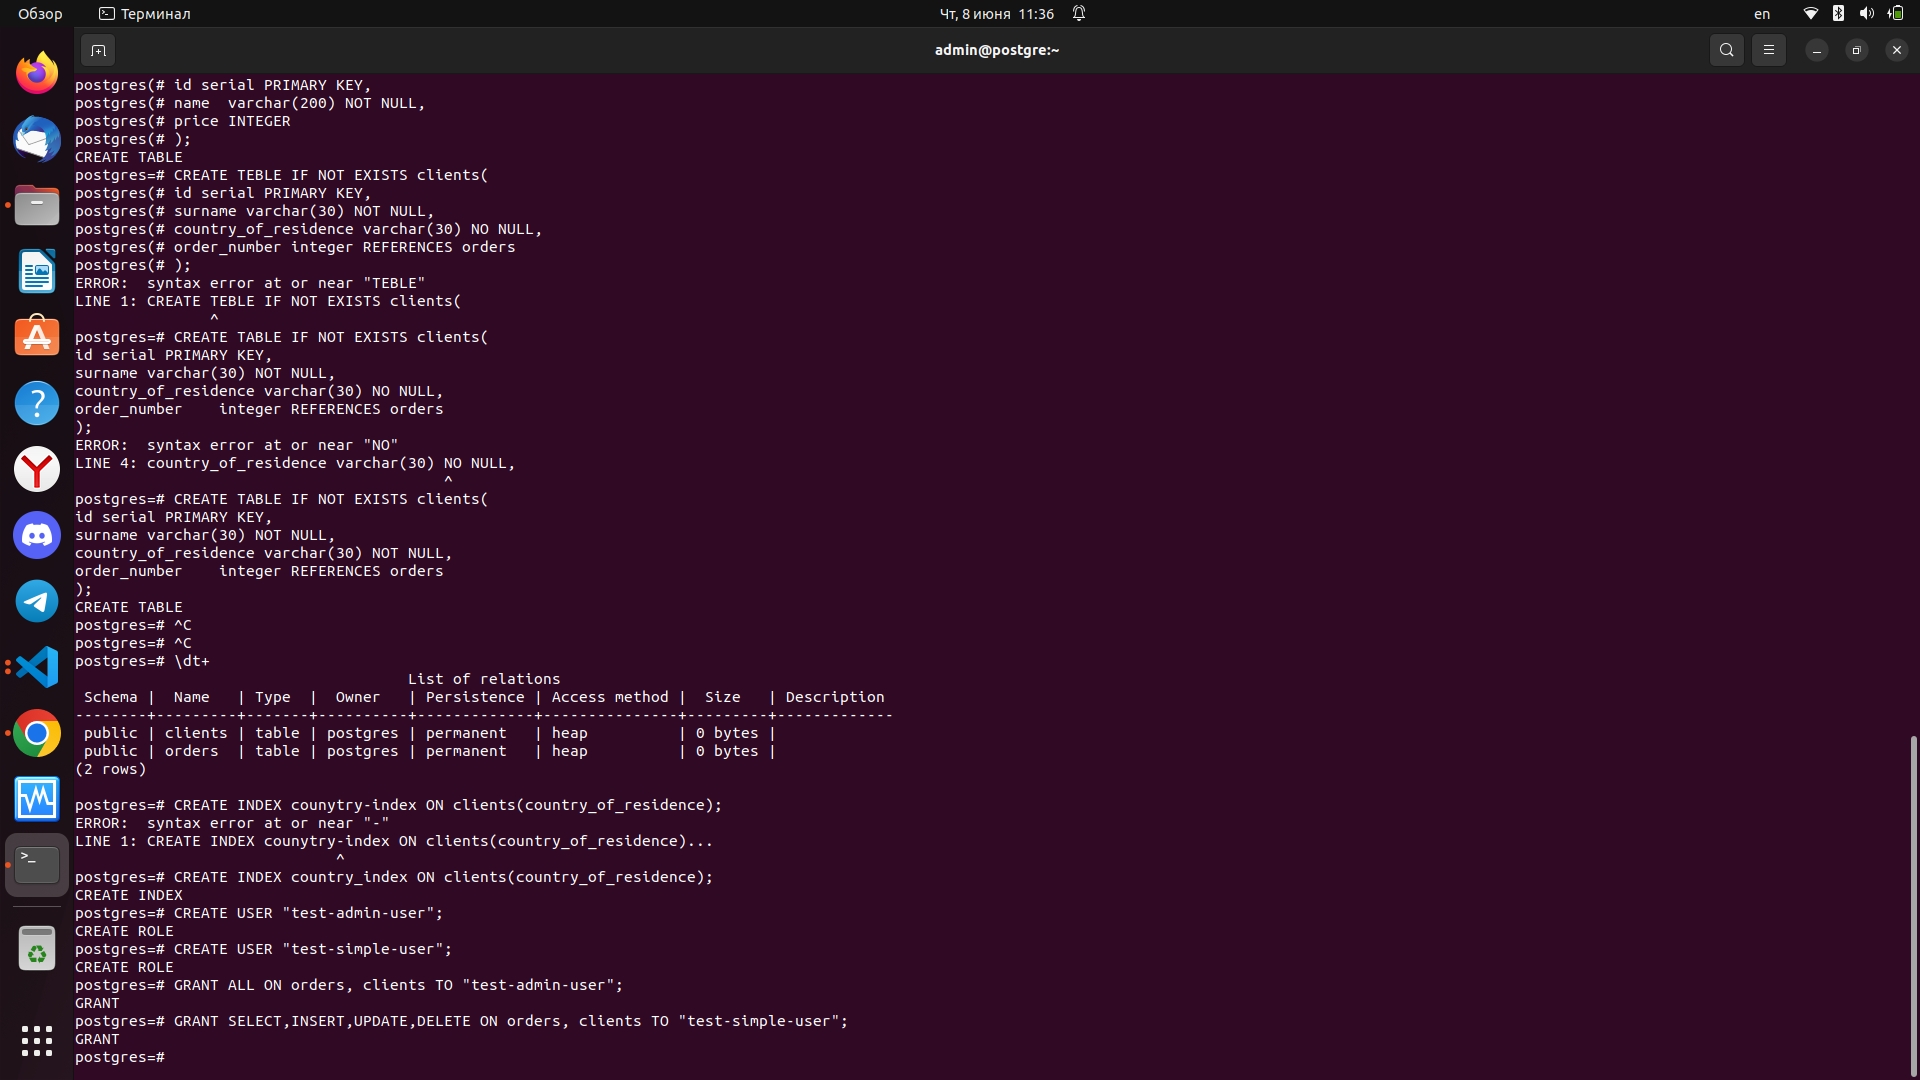 Обзор
Терминал
Чт, 8 июня 11:36
en
admin@postgre:~
postgres(# id serial PRIMARY KEY,
postgres(# name  varchar(200) NOT NULL,
postgres(# price INTEGER
postgres(# );
CREATE TABLE
postgres=# CREATE TEBLE IF NOT EXISTS clients(
postgres(# id serial PRIMARY KEY,
postgres(# surname varchar(30) NOT NULL,
postgres(# country_of_residence varchar(30) NO NULL,
postgres(# order_number integer REFERENCES orders
postgres(# );
ERROR:  syntax error at or near "TEBLE"
LINE 1: CREATE TEBLE IF NOT EXISTS clients(
               ^
postgres=# CREATE TABLE IF NOT EXISTS clients(
id serial PRIMARY KEY,
surname varchar(30) NOT NULL,
country_of_residence varchar(30) NO NULL,
order_number    integer REFERENCES orders
);
ERROR:  syntax error at or near "NO"
LINE 4: country_of_residence varchar(30) NO NULL,
                                         ^
postgres=# CREATE TABLE IF NOT EXISTS clients(
id serial PRIMARY KEY,
surname varchar(30) NOT NULL,
country_of_residence varchar(30) NOT NULL,
order_number    integer REFERENCES orders
);
CREATE TABLE
postgres=# ^C
postgres=# ^C
postgres=# \dt+
                                     List of relations
 Schema |  Name   | Type  |  Owner   | Persistence | Access method |  Size   | Description
--------+---------+-------+----------+-------------+---------------+---------+-------------
 public | clients | table | postgres | permanent   | heap          | 0 bytes |
 public | orders  | table | postgres | permanent   | heap          | 0 bytes |
(2 rows)
postgres=# CREATE INDEX counytry-index ON clients(country_of_residence);
ERROR:  syntax error at or near "-"
LINE 1: CREATE INDEX counytry-index ON clients(country_of_residence)...
                             ^
postgres=# CREATE INDEX country_index ON clients(country_of_residence);
CREATE INDEX
postgres=# CREATE USER "test-admin-user";
CREATE ROLE
postgres=# CREATE USER "test-simple-user";
CREATE ROLE
postgres=# GRANT ALL ON orders, clients TO "test-admin-user";
GRANT
postgres=# GRANT SELECT,INSERT,UPDATE,DELETE ON orders, clients TO "test-simple-user";
GRANT
postgres=#